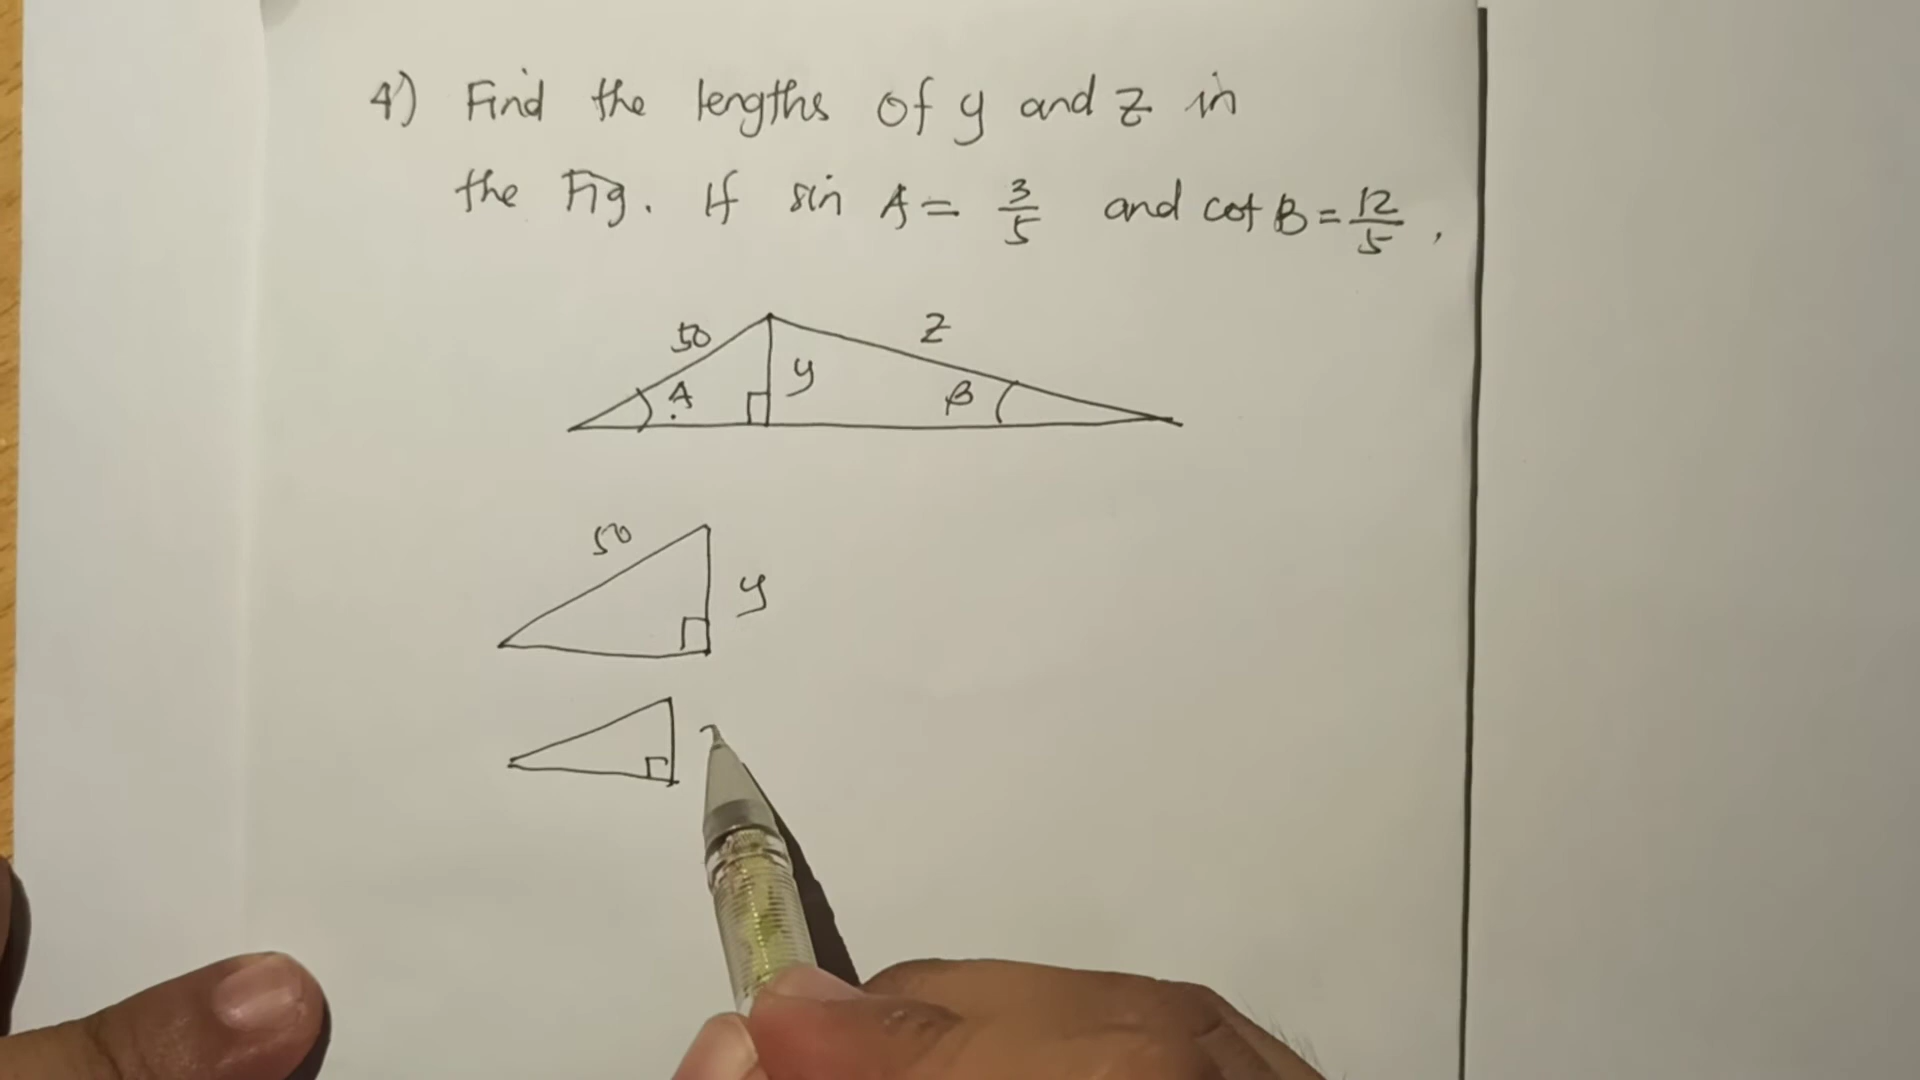 4) Find the lengths of y and z in
the Fig. If sin A = 3/5 and cot B = 12/5 .
50 z
A y B
50
y